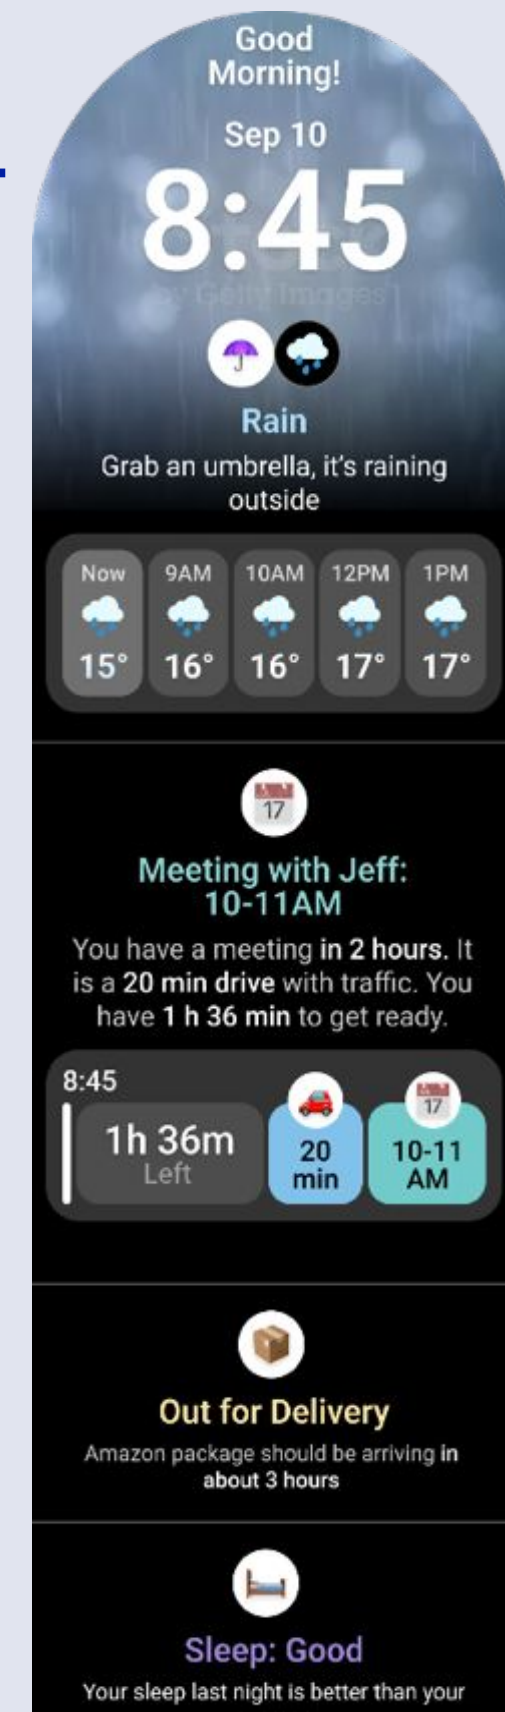 Good
Morning!
Sep 10
8:45
by Getty Images
Rain
Grab an umbrella, it's raining
outside
Now 9AM 10AM 12PM 1PM
15° 16° 16° 17° 17°
17
Meeting with Jeff:
10-11AM
You have a meeting in 2 hours. It
is a 20 min drive with traffic. You
have 1 h 36 min to get ready.
8:45
17
1h 36m
Left
20
min
10-11
AM
Out for Delivery
Amazon package should be arriving in
about 3 hours
Sleep: Good
Your sleep last night is better than your